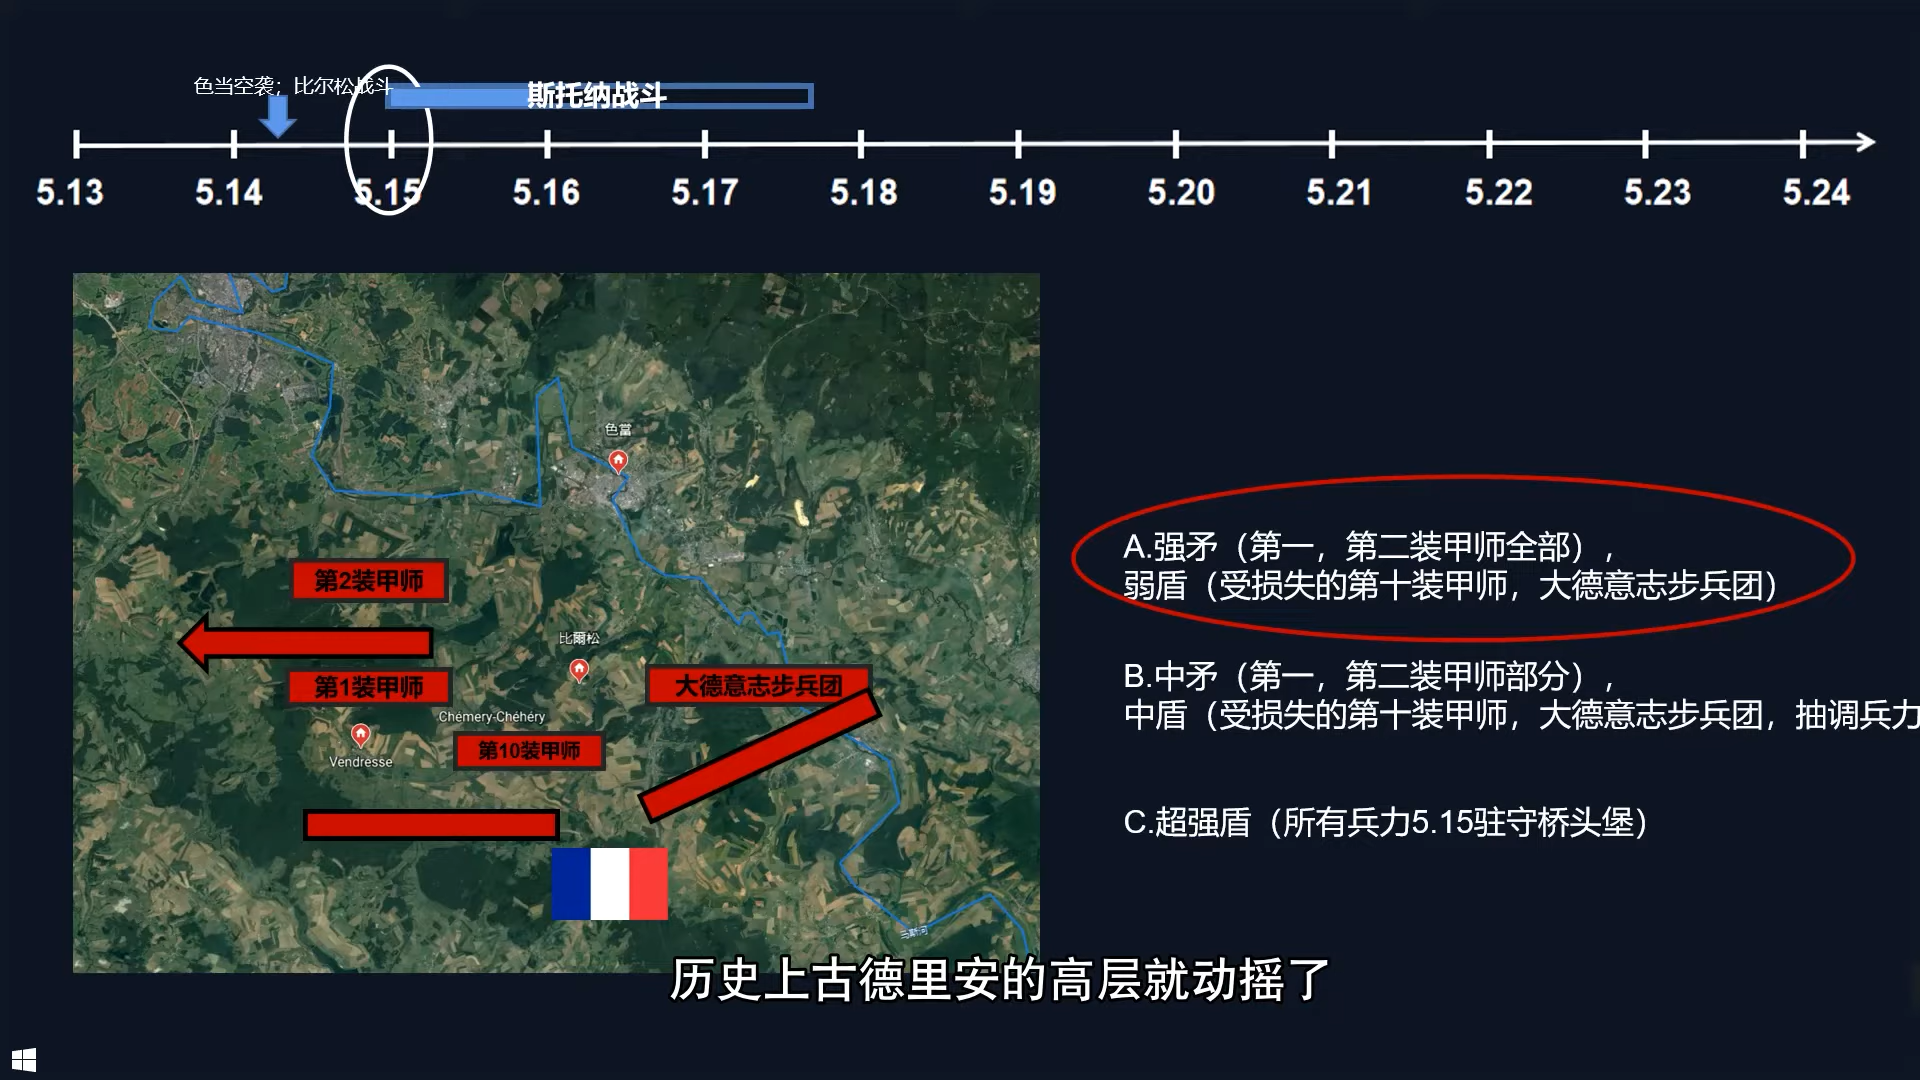 色当空袭；比尔松战斗
斯托纳战斗
5.13
5.14
5.15
5.16
5.17
5.18
5.19
5.20
5.21
5.22
5.23
5.24
色當
第2装甲师
比爾松
第1装甲师
大德意志步兵团
Chémery-Chéhéry
第10装甲师
Vendresse
A.强矛（第一，第二装甲师全部），
弱盾（受损失的第十装甲师，大德意志步兵团）
B.中矛（第一，第二装甲师部分），
中盾（受损失的第十装甲师，大德意志步兵团，抽调兵力
C.超强盾（所有兵力5.15驻守桥头堡）
历史上古德里安的高层就动摇了